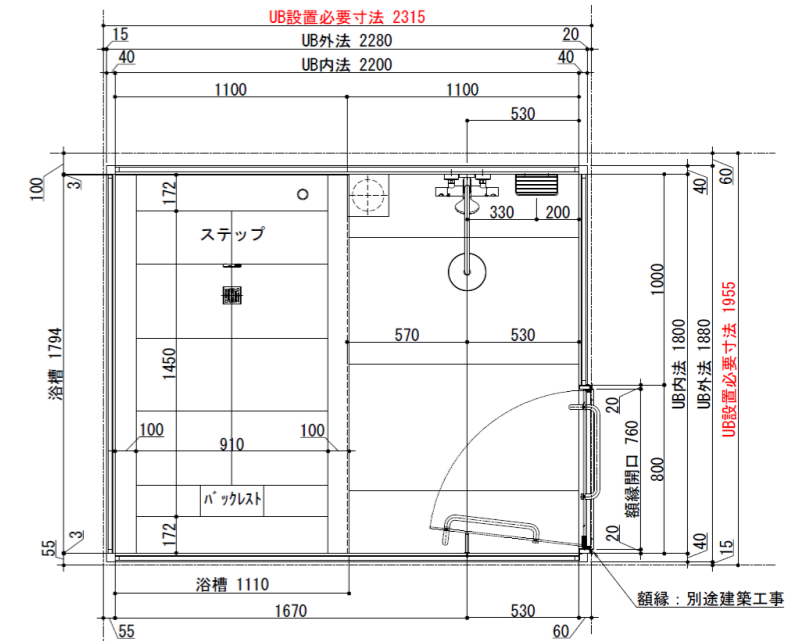 UB設置必要寸法 2315
15 UB外法 2280 20
40 UB内法 2200 40
1100 1100
530
100 3 172 40 60
ステップ 330 200
1000
570 530
浴槽 1794 1450 UB内法 1800 UB外法 1880 UB設置必要寸法 1955
20
100 910 100 額縁開口 760 800
バックレスト
55 3 172 20 40 15
浴槽 1110
額縁：別途建築工事
1670 530
55 60